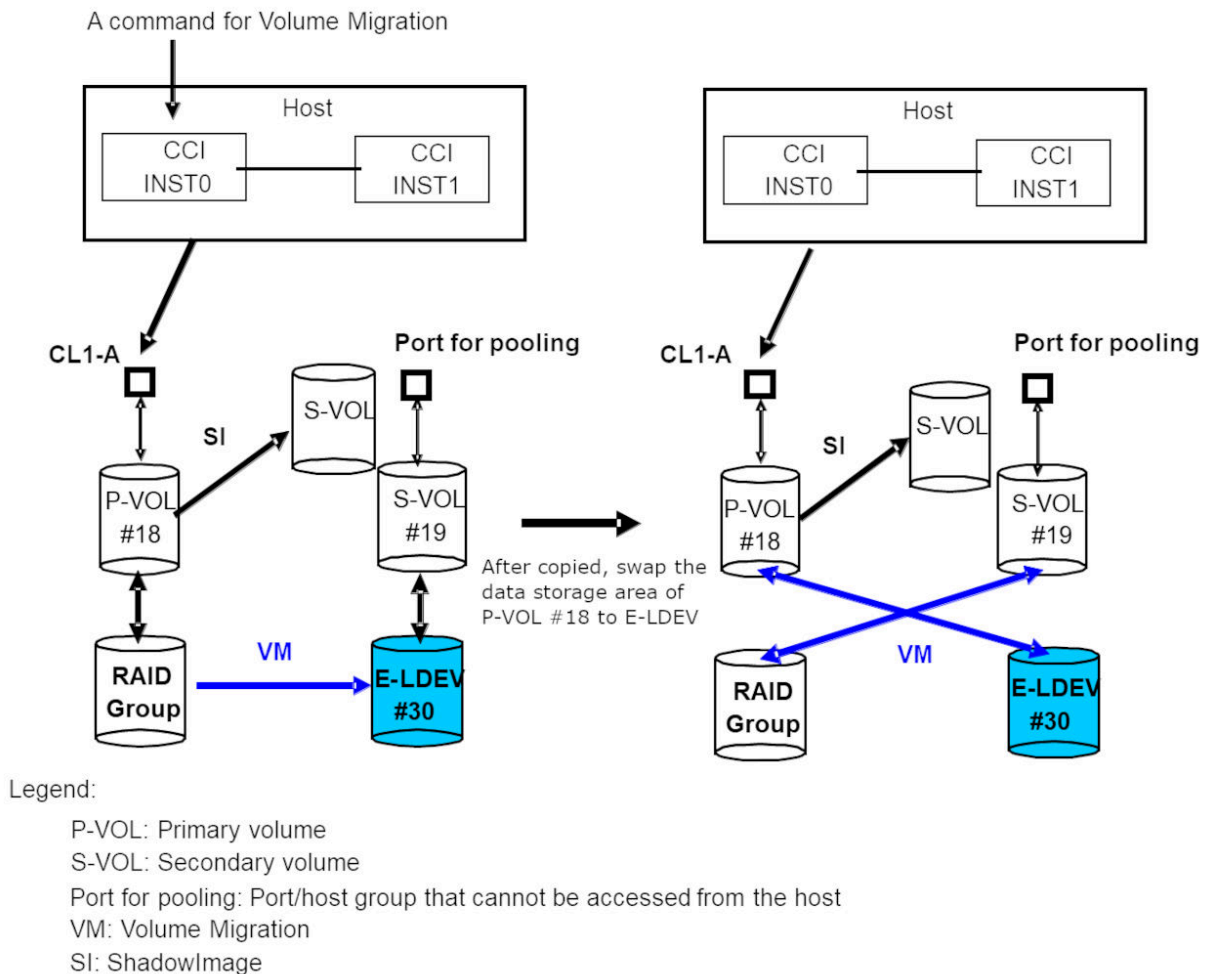 A command for Volume Migration
Host
CCI
INST0
CCI
INST1
CL1-A
Port for pooling
S-VOL
SI
P-VOL
#18
S-VOL
#19
VM
RAID
Group
E-LDEV
#30
After copied, swap the
data storage area of
P-VOL #18 to E-LDEV
Host
CCI
INST0
CCI
INST1
CL1-A
Port for pooling
S-VOL
SI
P-VOL
#18
S-VOL
#19
VM
RAID
Group
E-LDEV
#30
Legend:
P-VOL: Primary volume
S-VOL: Secondary volume
Port for pooling: Port/host group that cannot be accessed from the host
VM: Volume Migration
SI: ShadowImage